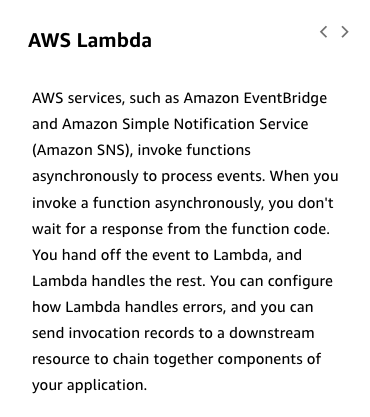 AWS Lambda
AWS services, such as Amazon EventBridge
and Amazon Simple Notification Service
(Amazon SNS), invoke functions
asynchronously to process events. When you
invoke a function asynchronously, you don't
wait for a response from the function code.
You hand off the event to Lambda, and
Lambda handles the rest. You can configure
how Lambda handles errors, and you can
send invocation records to a downstream
resource to chain together components of
your application.